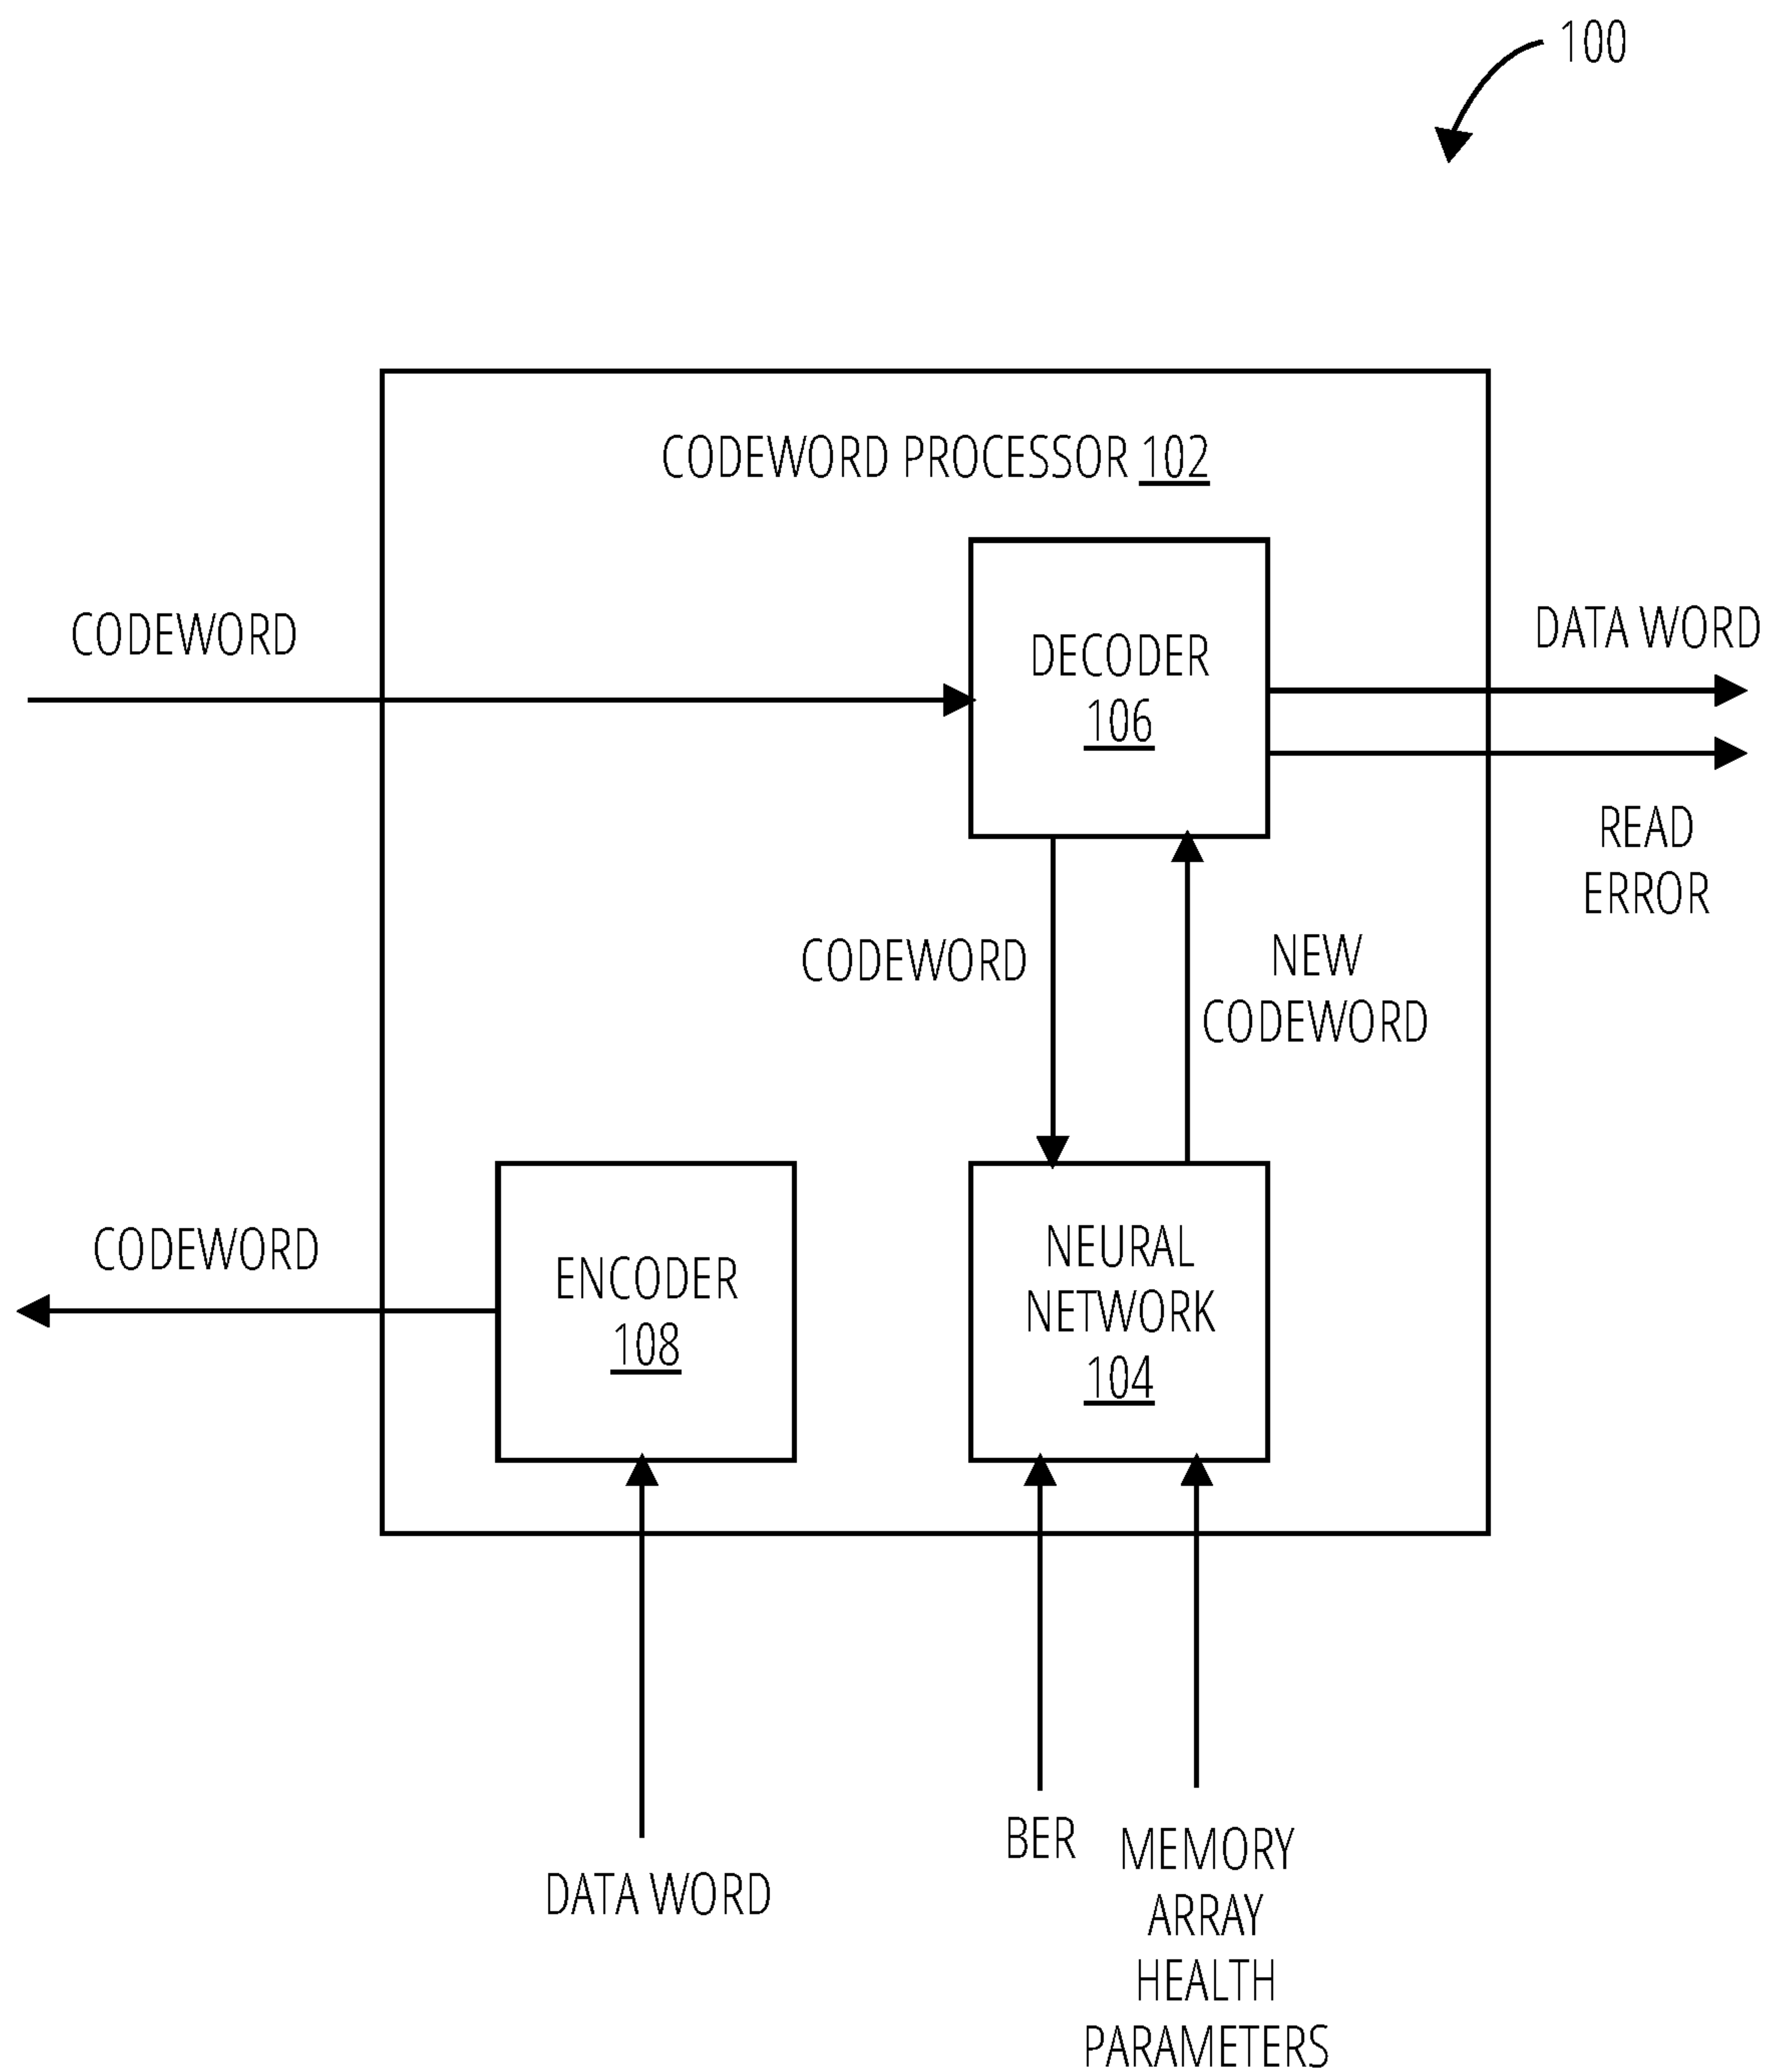 100
CODEWORD PROCESSOR 102
CODEWORD
DECODER
106
DATA WORD
READ
ERROR
CODEWORD
NEW
CODEWORD
CODEWORD
ENCODER
108
NEURAL
NETWORK
104
DATA WORD
BER
MEMORY
ARRAY
HEALTH
PARAMETERS